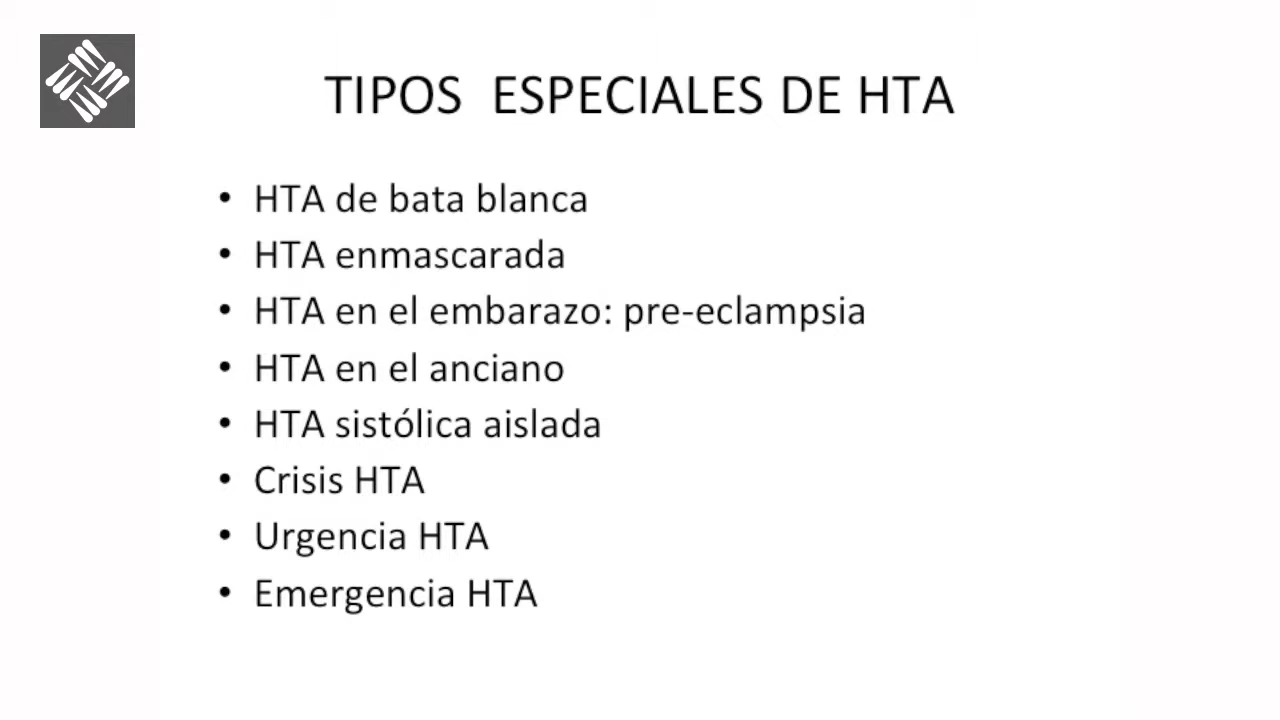 TIPOS ESPECIALES DE HTA
• HTA de bata blanca
• HTA enmascarada
• HTA en el embarazo: pre-eclampsia
• HTA en el anciano
• HTA sistólica aislada
• Crisis HTA
• Urgencia HTA
• Emergencia HTA